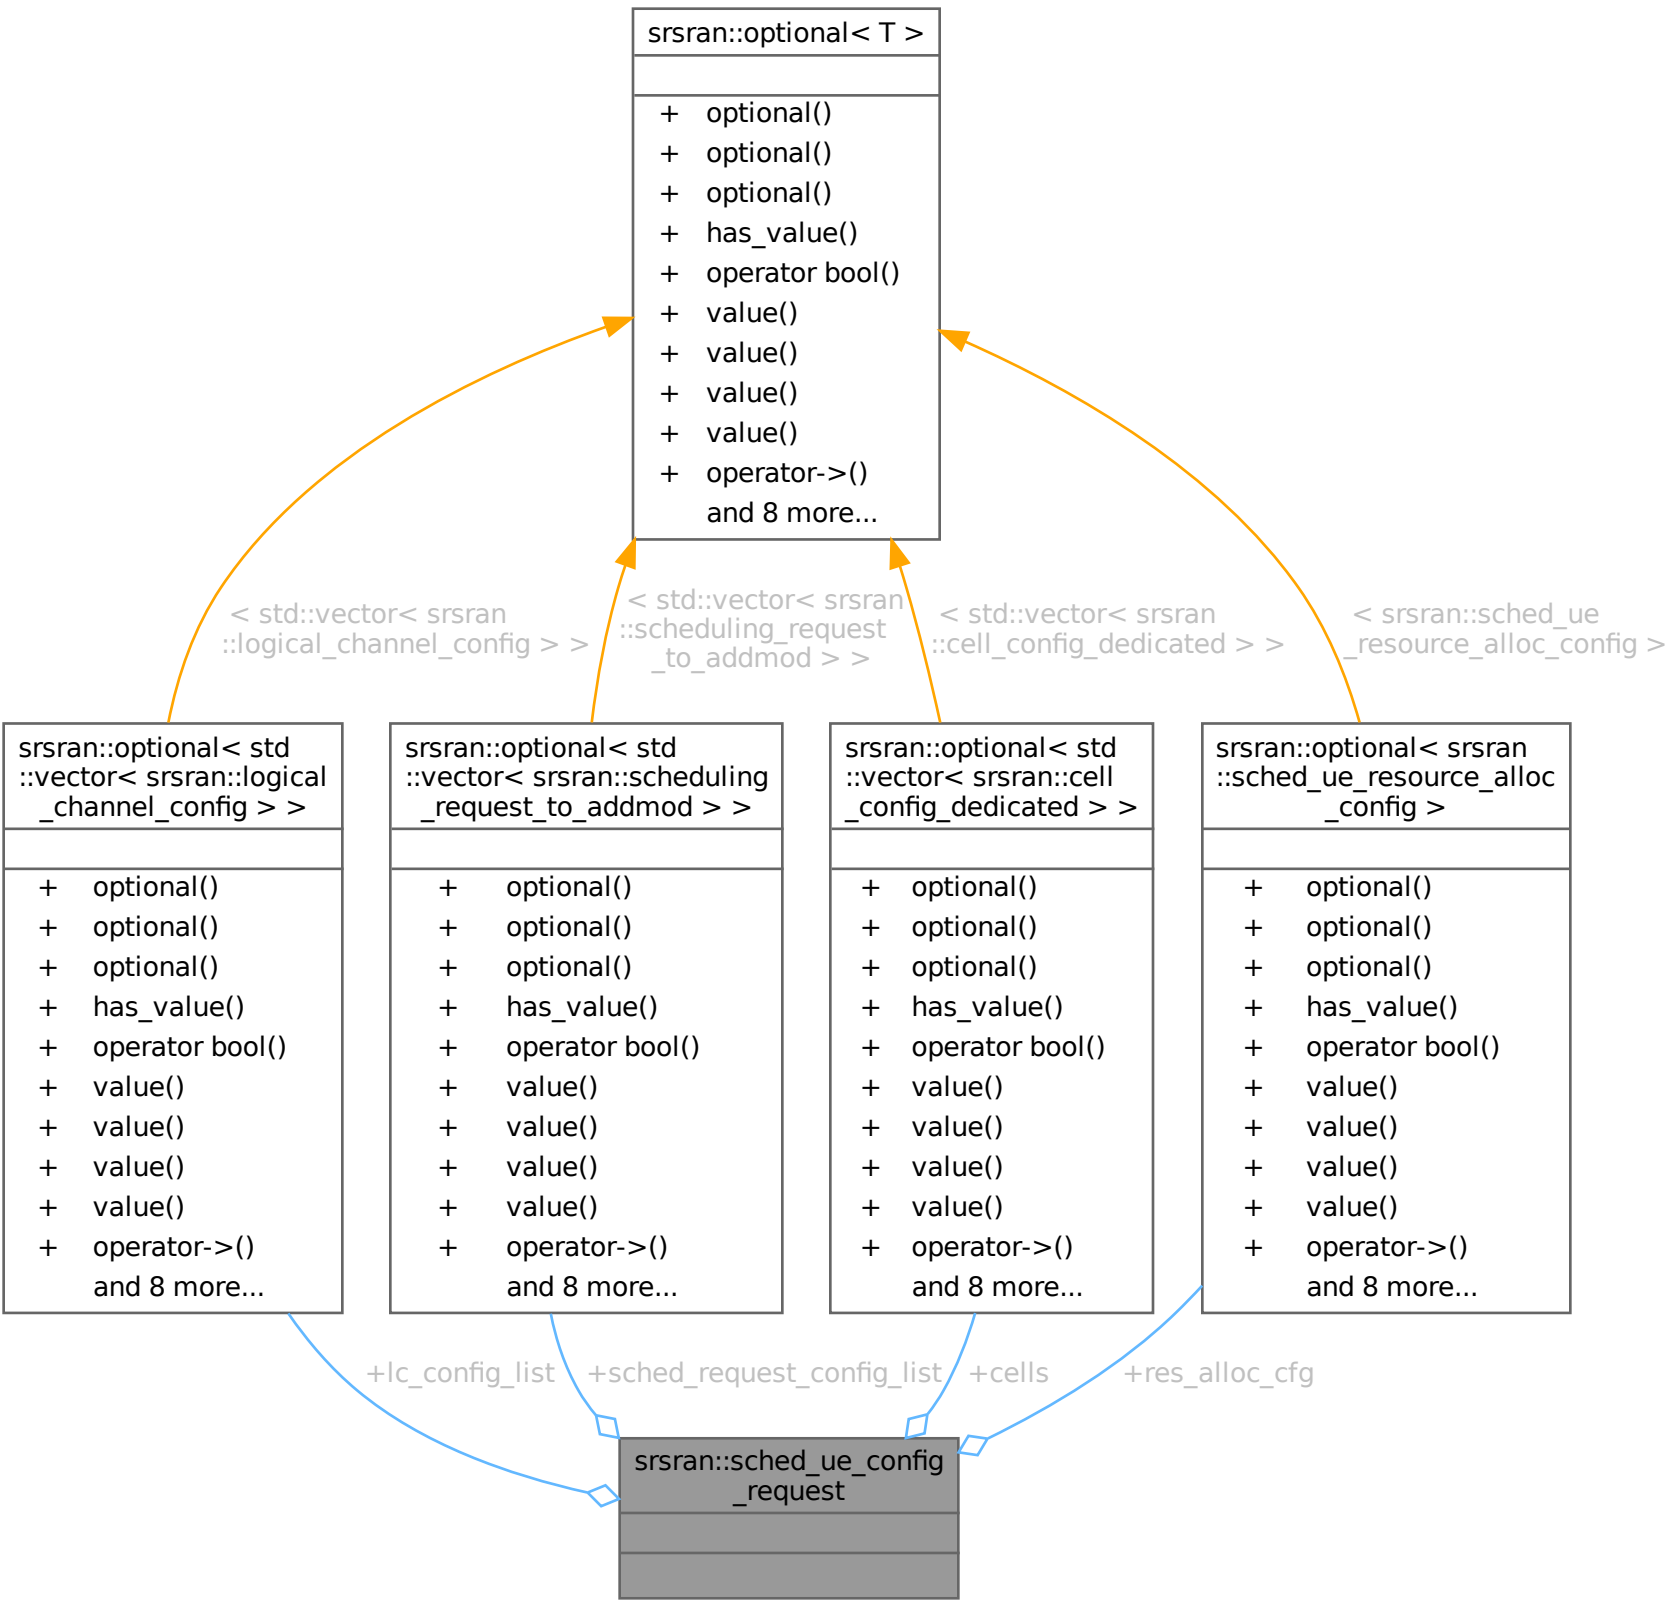 srsran::optional< T >
+ optional()
+ optional()
+ optional()
+ has_value()
+ operator bool()
+ value()
+ value()
+ value()
+ value()
+ operator->()
and 8 more...
< std::vector< srsran
::logical_channel_config > >
< std::vector< srsran
::scheduling_request
_to_addmod > >
< std::vector< srsran
::cell_config_dedicated > >
< srsran::sched_ue
_resource_alloc_config >
srsran::optional< std
::vector< srsran::logical
_channel_config > >
+ optional()
+ optional()
+ optional()
+ has_value()
+ operator bool()
+ value()
+ value()
+ value()
+ value()
+ operator->()
and 8 more...
srsran::optional< std
::vector< srsran::scheduling
_request_to_addmod > >
+ optional()
+ optional()
+ optional()
+ has_value()
+ operator bool()
+ value()
+ value()
+ value()
+ value()
+ operator->()
and 8 more...
srsran::optional< std
::vector< srsran::cell
_config_dedicated > >
+ optional()
+ optional()
+ optional()
+ has_value()
+ operator bool()
+ value()
+ value()
+ value()
+ value()
+ operator->()
and 8 more...
srsran::optional< srsran
::sched_ue_resource_alloc
_config >
+ optional()
+ optional()
+ optional()
+ has_value()
+ operator bool()
+ value()
+ value()
+ value()
+ value()
+ operator->()
and 8 more...
+lc_config_list
+sched_request_config_list
+cells
+res_alloc_cfg
srsran::sched_ue_config
_request